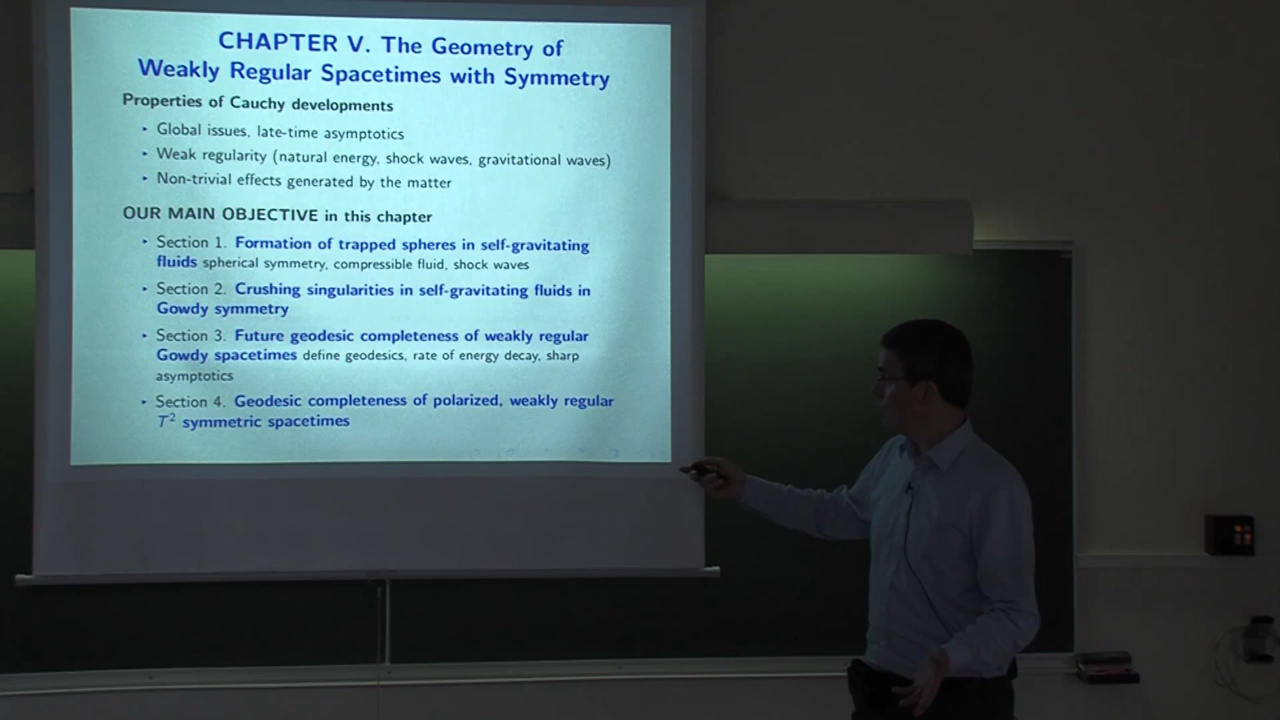 CHAPTER V. The Geometry of
Weakly Regular Spacetimes with Symmetry
Properties of Cauchy developments
‣ Global issues, late-time asymptotics
‣ Weak regularity (natural energy, shock waves, gravitational waves)
‣ Non-trivial effects generated by the matter
OUR MAIN OBJECTIVE in this chapter
‣ Section 1. Formation of trapped spheres in self-gravitating
fluids spherical symmetry, compressible fluid, shock waves
‣ Section 2. Crushing singularities in self-gravitating fluids in
Gowdy symmetry
‣ Section 3. Future geodesic completeness of weakly regular
Gowdy spacetimes define geodesics, rate of energy decay, sharp
asymptotics
‣ Section 4. Geodesic completeness of polarized, weakly regular
T² symmetric spacetimes